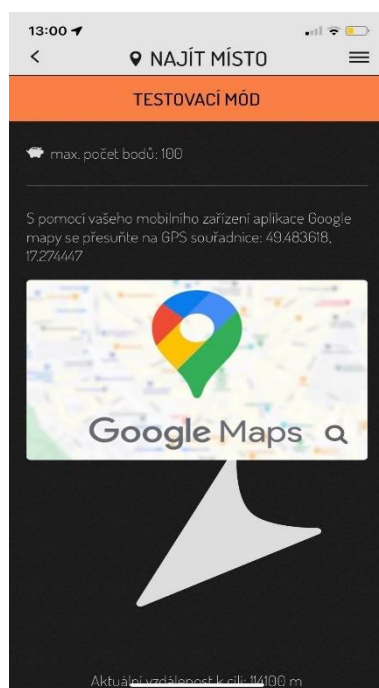 13:00
NAJÍT MÍSTO
TESTOVACÍ MÓD
max. počet bodů: 100
S pomocí vašeho mobilního zařízení aplikace Google
mapy se přesuňte na GPS souřadnice: 49.483618,
17.274447
Google Maps
Aktuální vzdálenost k cíli: 114100 m